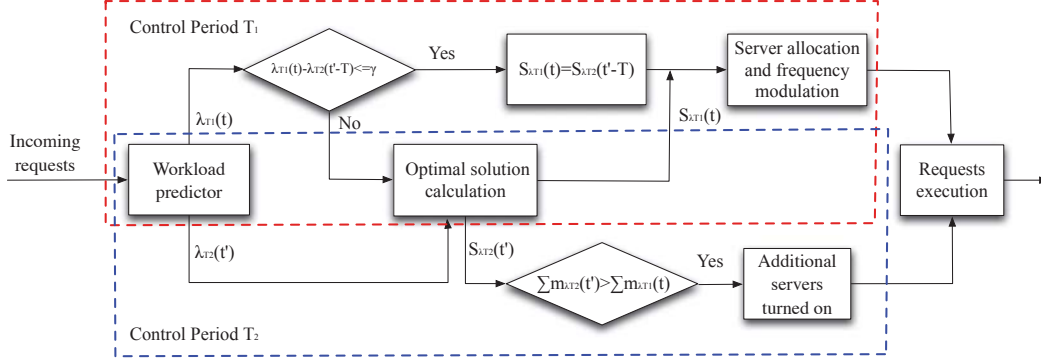 Control Period T₁
λT1(t)-λT2(t'-T)<=γ
Yes
SλT1(t)=SλT2(t'-T)
Server allocation
and frequency
modulation
λT1(t)
No
SλT1(t)
Incoming
requests
Workload
predictor
Optimal solution
calculation
Requests
execution
λT2(t')
SλT2(t')
∑mλT2(t')>∑mλT1(t)
Yes
Additional
servers
turned on
Control Period T₂